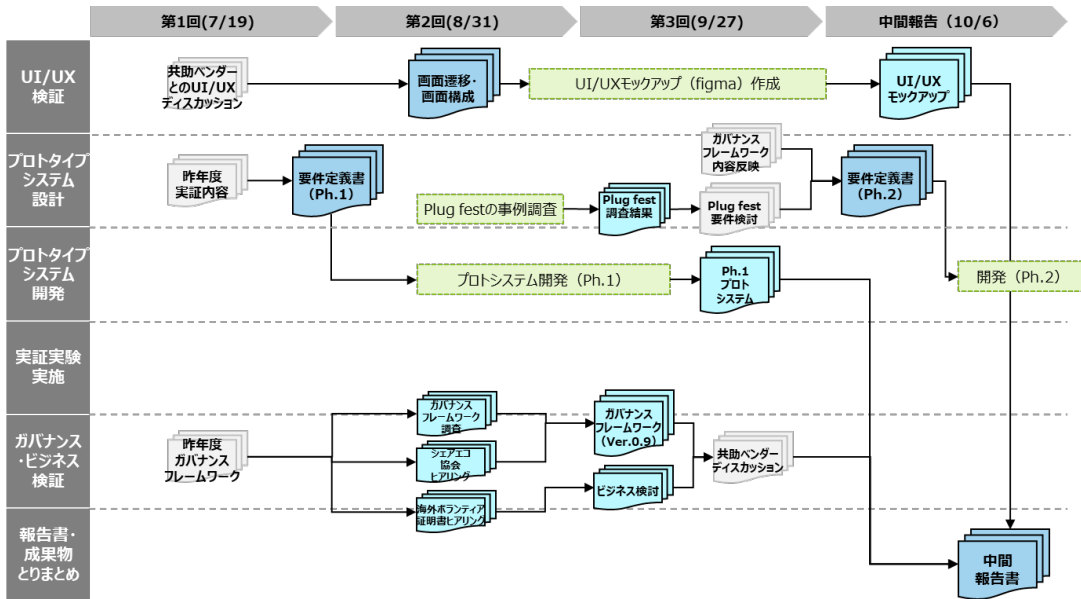 第1回(7/19)
第2回(8/31)
第3回(9/27)
中間報告（10/6）
UI/UX
検証
共助ベンダー
とのUI/UX
ディスカッション
画面遷移・
画面構成
UI/UXモックアップ（figma）作成
UI/UX
モックアップ
プロトタイプ
システム
設計
昨年度
実証内容
要件定義書
（Ph.1）
Plug festの事例調査
Plug fest
調査結果
ガバナンス
フレームワーク
内容反映
Plug fest
要件検討
要件定義書
（Ph.2）
プロトタイプ
システム
開発
プロトシステム開発（Ph.1）
Ph.1
プロト
システム
開発（Ph.2）
実証実験
実施
ガバナンス
・ビジネス
検証
昨年度
ガバナンス
フレームワーク
ガバナンス
フレームワーク
調査
シェアエコ
協会
ヒアリング
海外ボランティア
証明書ヒアリング
ガバナンス
フレームワーク
（Ver.0.9）
ビジネス検討
共助ベンダー
ディスカッション
報告書・
成果物
とりまとめ
中間
報告書